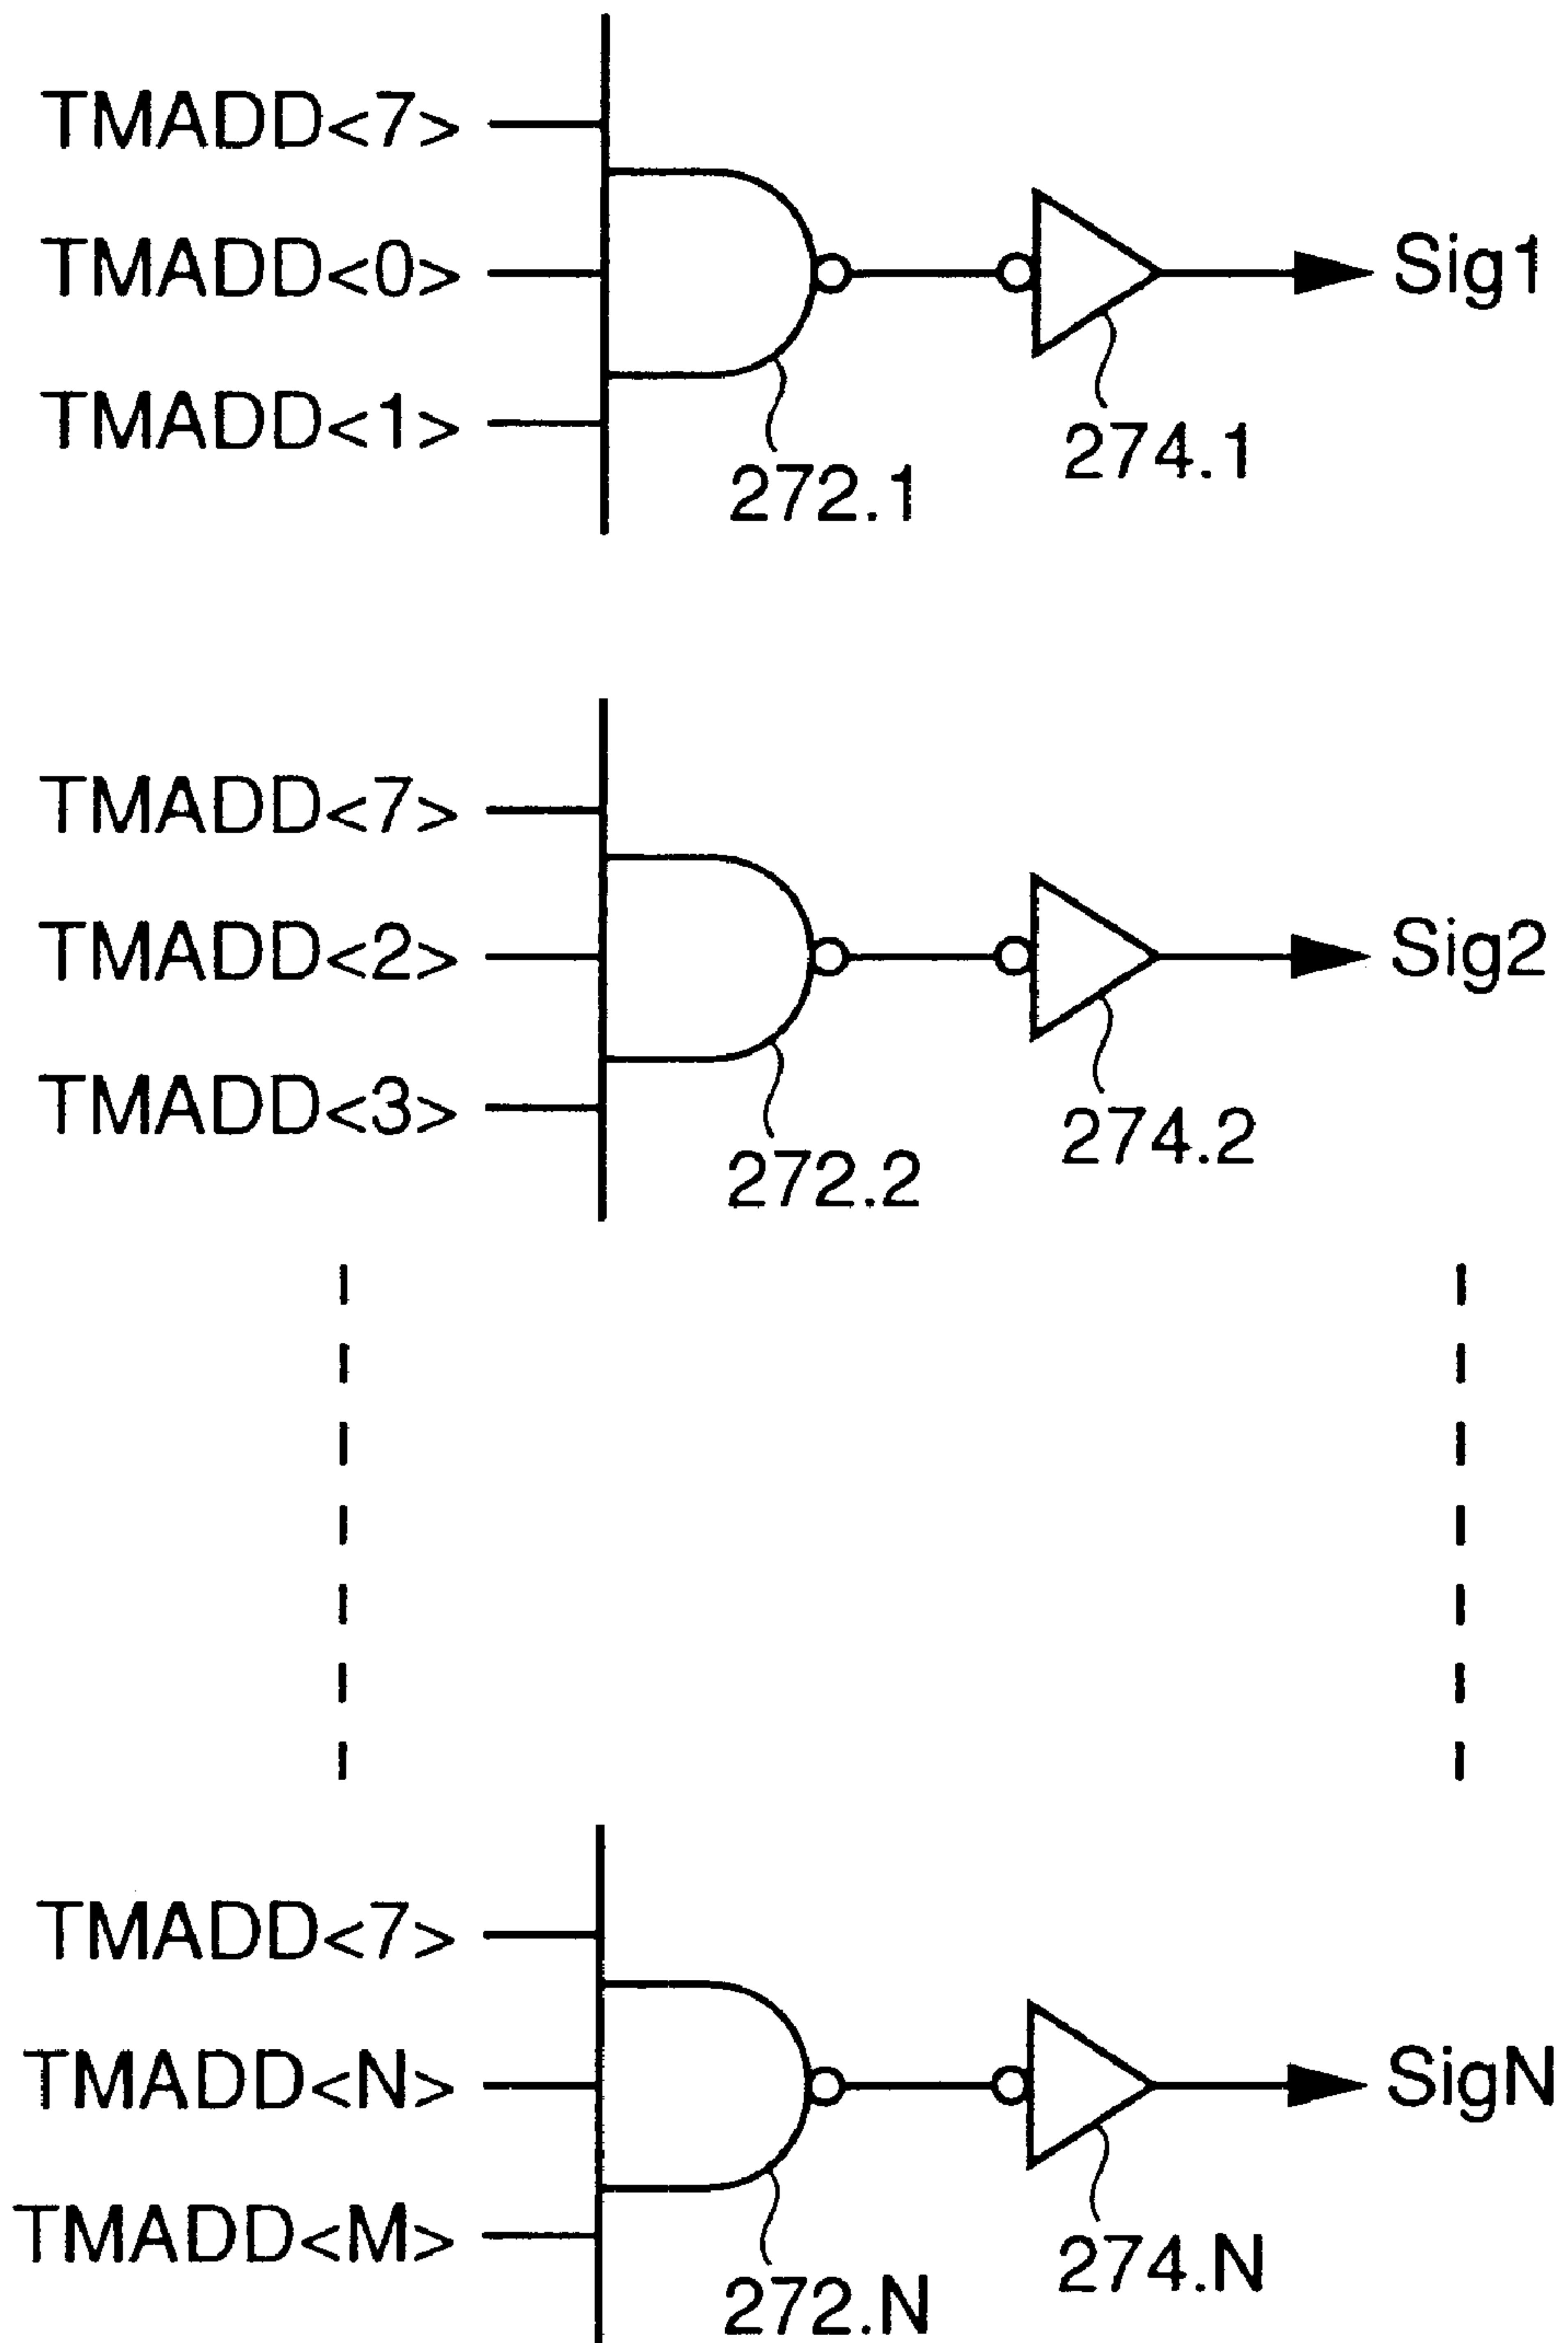 TMADD<7>
TMADD<0>
TMADD<1>
Sig1
272.1
274.1
TMADD<7>
TMADD<2>
TMADD<3>
Sig2
272.2
274.2
TMADD<7>
TMADD<N>
TMADD<M>
SigN
272.N
274.N